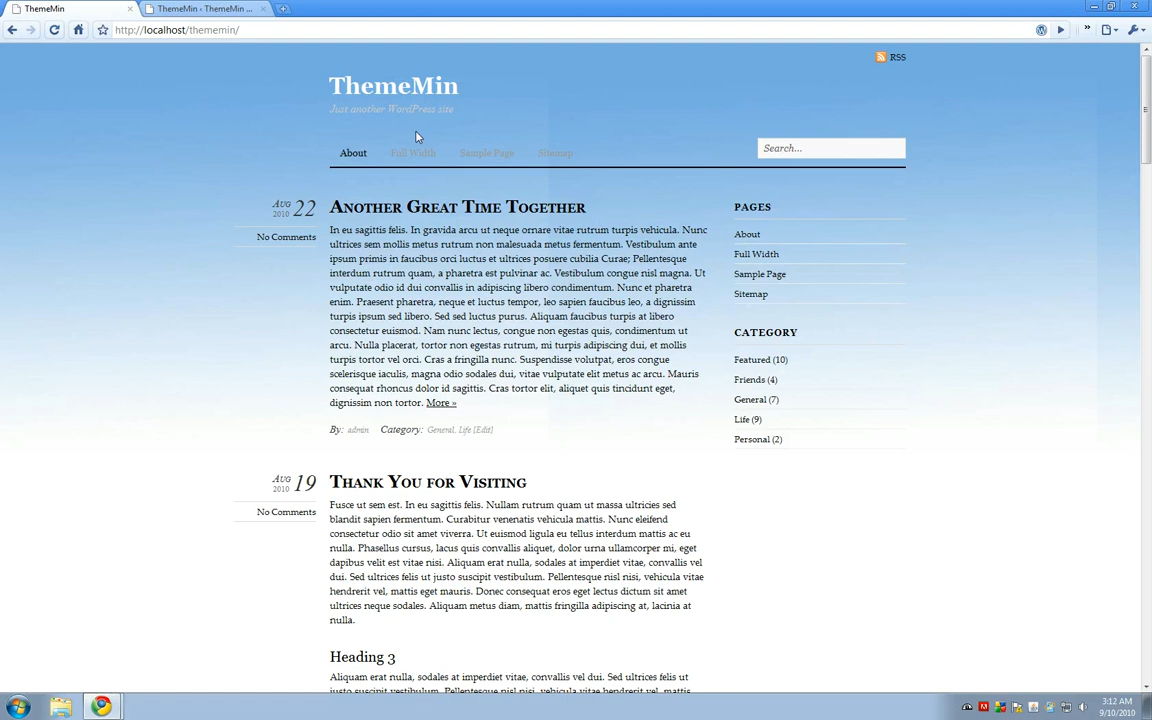 ThemeMin
ThemeMin ‹ ThemeMin ...
http://localhost/thememin/
RSS
ThemeMin
Just another WordPress site
About Full Width Sample Page Sitemap
Search...
Aug 22
2010
No Comments
Another Great Time Together
In eu sagittis felis. In gravida arcu ut neque ornare vitae rutrum turpis vehicula. Nunc
ultrices sem mollis metus rutrum non malesuada metus fermentum. Vestibulum ante
ipsum primis in faucibus orci luctus et ultrices posuere cubilia Curae; Pellentesque
interdum rutrum quam, a pharetra est pulvinar ac. Vestibulum congue nisl magna. Ut
vulputate odio id dui convallis in adipiscing libero condimentum. Nunc et pharetra
enim. Praesent pharetra, neque et luctus tempor, leo sapien faucibus leo, a dignissim
turpis ipsum sed libero. Sed sed luctus purus. Aliquam faucibus turpis at libero
consectetur euismod. Nam nunc lectus, congue non egestas quis, condimentum ut
arcu. Nulla placerat, tortor non egestas rutrum, mi turpis adipiscing dui, et mollis
turpis tortor vel orci. Cras a fringilla nunc. Suspendisse volutpat, eros congue
scelerisque iaculis, magna odio sodales dui, vitae vulputate elit metus ac arcu. Mauris
consequat rhoncus dolor id sagittis. Cras tortor elit, aliquet quis tincidunt eget,
dignissim non tortor. More »
By: admin Category: General, Life [Edit]
PAGES
About
Full Width
Sample Page
Sitemap
CATEGORY
Featured (10)
Friends (4)
General (7)
Life (9)
Personal (2)
Aug 19
2010
No Comments
Thank You for Visiting
Fusce ut sem est. In eu sagittis felis. Nullam rutrum quam ut massa ultricies sed
blandit sapien fermentum. Curabitur venenatis vehicula mattis. Nunc eleifend
consectetur odio sit amet viverra. Ut euismod ligula eu tellus interdum mattis ac eu
nulla. Phasellus cursus, lacus quis convallis aliquet, dolor urna ullamcorper mi, eget
dapibus velit est vitae nisi. Aliquam erat nulla, sodales at imperdiet vitae, convallis vel
dui. Sed ultrices felis ut justo suscipit vestibulum. Pellentesque nisl nisi, vehicula vitae
hendrerit vel, mattis eget mauris. Donec consequat eros eget lectus dictum sit amet
ultrices neque sodales. Aliquam metus diam, mattis fringilla adipiscing at, lacinia at
nulla.
Heading 3
Aliquam erat nulla, sodales at imperdiet vitae, convallis vel dui. Sed ultrices felis ut
justo suscipit vestibulum. Pellentesque nisl nisi, vehicula vitae hendrerit vel, mattis
3:12 AM
9/10/2010